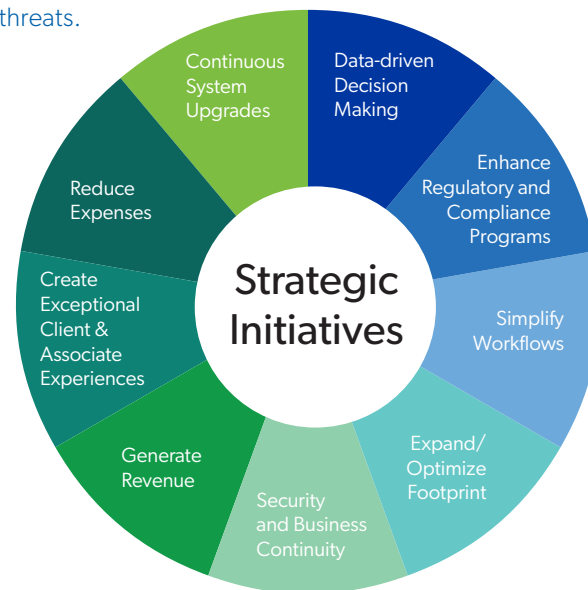 threats.
Continuous
System
Upgrades
Data-driven
Decision
Making
Enhance
Regulatory and
Compliance
Programs
Simplify
Workflows
Expand/
Optimize
Footprint
Security
and Business
Continuity
Generate
Revenue
Create
Exceptional
Client &
Associate
Experiences
Reduce
Expenses
Strategic
Initiatives